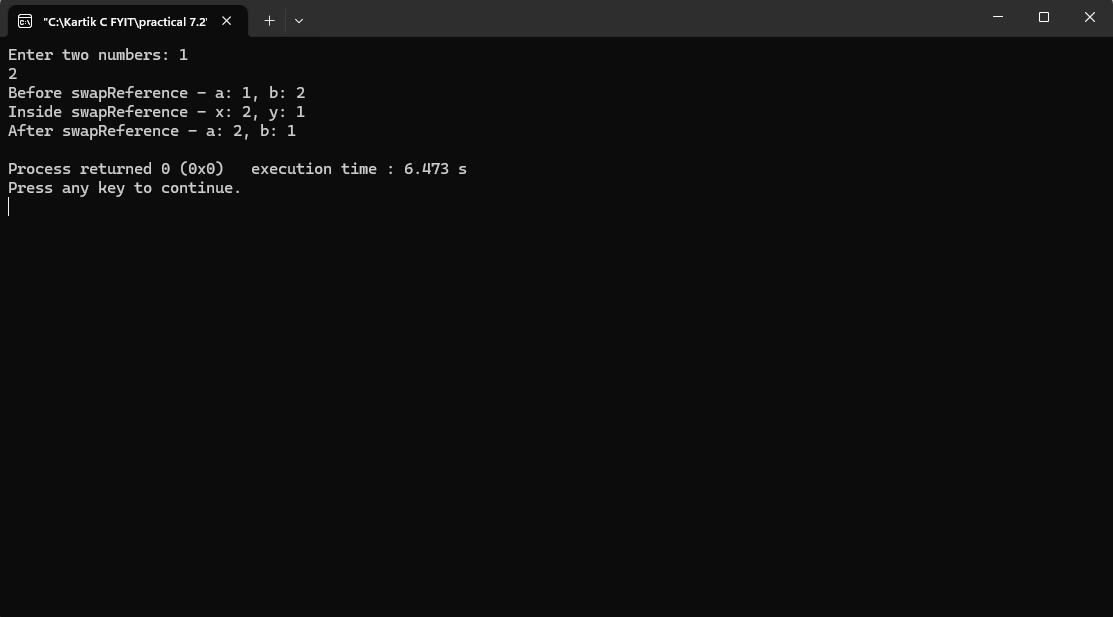 "C:\Kartik C FYIT\practical 7.2'
Enter two numbers: 1
2
Before swapReference - a: 1, b: 2
Inside swapReference - x: 2, y: 1
After swapReference - a: 2, b: 1
Process returned 0 (0x0)   execution time : 6.473 s
Press any key to continue.